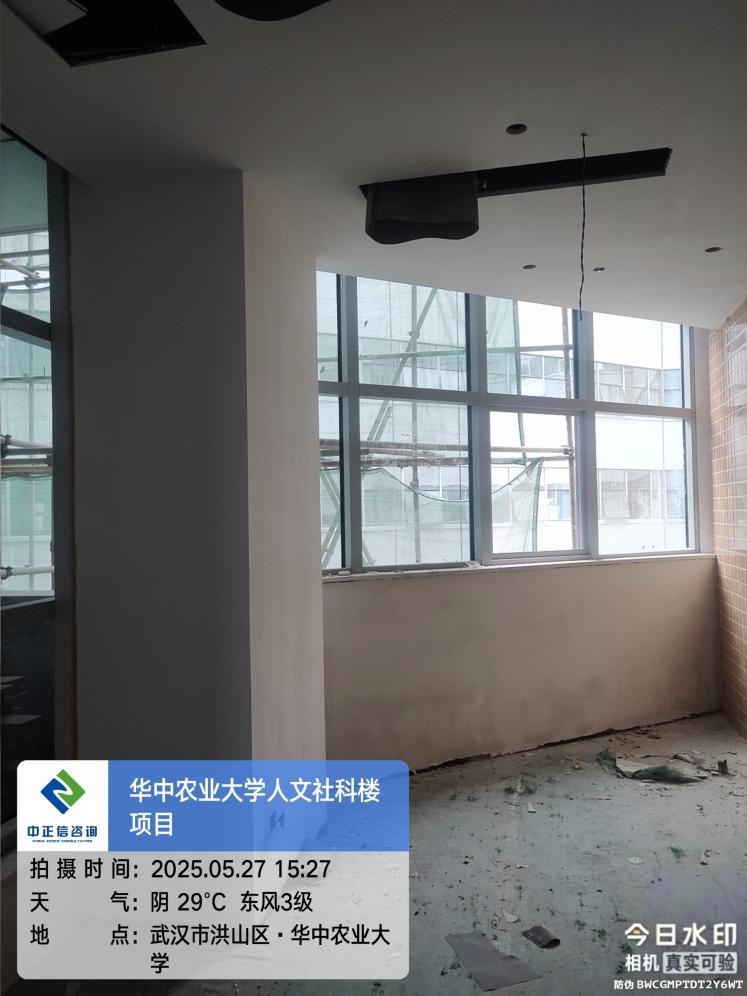 华中农业大学人文社科楼
项目
中正信咨询
拍摄时间: 2025.05.27 15:27
天气: 阴 29°C 东风3级
地点: 武汉市洪山区·华中农业大
学
今日水印
相机 真实可验
防伪 BWCGMPTDT2Y6WT